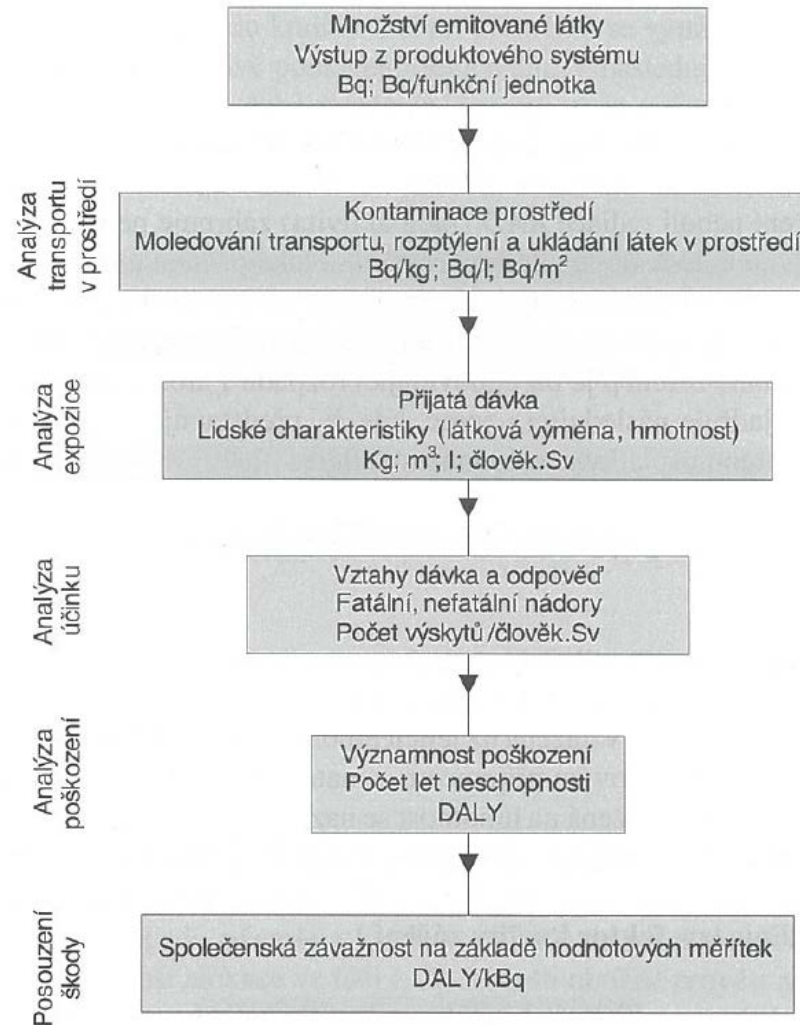 Množství emitované látky
Výstup z produktového systému
Bq; Bq/funkční jednotka
Analýza
transportu
v prostředí
Kontaminace prostředí
Moledování transportu, rozptýlení a ukládání látek v prostředí
Bq/kg; Bq/l; Bq/m²
Analýza
expozice
Přijatá dávka
Lidské charakteristiky (látková výměna, hmotnost)
Kg; m³; l; člověk.Sv
Analýza
účinku
Vztahy dávka a odpověď
Fatální, nefatální nádory
Počet výskytů/člověk.Sv
Analýza
poškození
Významnost poškození
Počet let neschopnosti
DALY
Posouzení
škody
Společenská závažnost na základě hodnotových měřítek
DALY/kBq